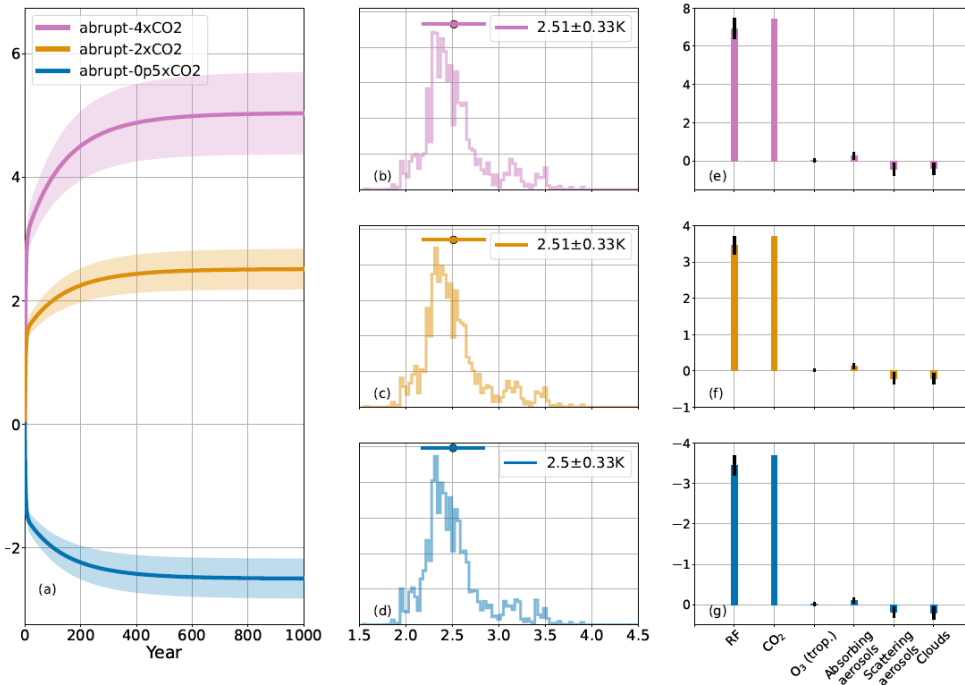 abrupt-4xCO2
abrupt-2xCO2
abrupt-0p5xCO2
6
4
2
0
−2
(a)
0 200 400 600 800 1000
Year
2.51±0.33K
(b)
2.51±0.33K
(c)
2.5±0.33K
(d)
1.5 2.0 2.5 3.0 3.5 4.0 4.5
8
6
4
2
0
(e)
4
3
2
1
0
−1
(f)
−4
−3
−2
−1
0
(g)
RF
CO₂
O₃ (trop.)
Absorbing
aerosols
Scattering
aerosols
Clouds